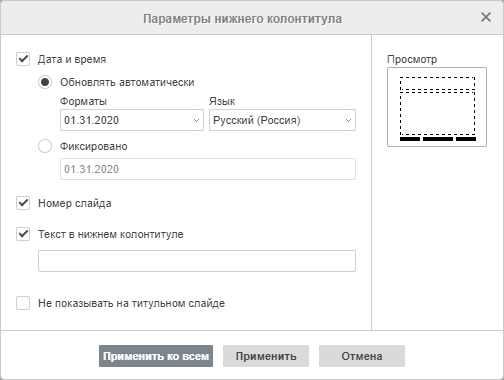 Параметры нижнего колонтитула
Дата и время
Просмотр
Обновлять автоматически
Форматы Язык
01.31.2020 Русский (Россия)
Фиксировано
01.31.2020
Номер слайда
Текст в нижнем колонтитуле
Не показывать на титульном слайде
Применить ко всем Применить Отмена